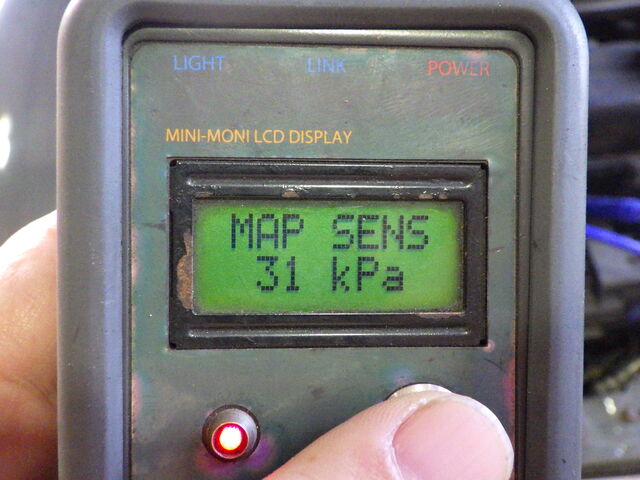 LIGHT LINK POWER
MINI-MONI LCD DISPLAY
MAP SENS
31 kPa